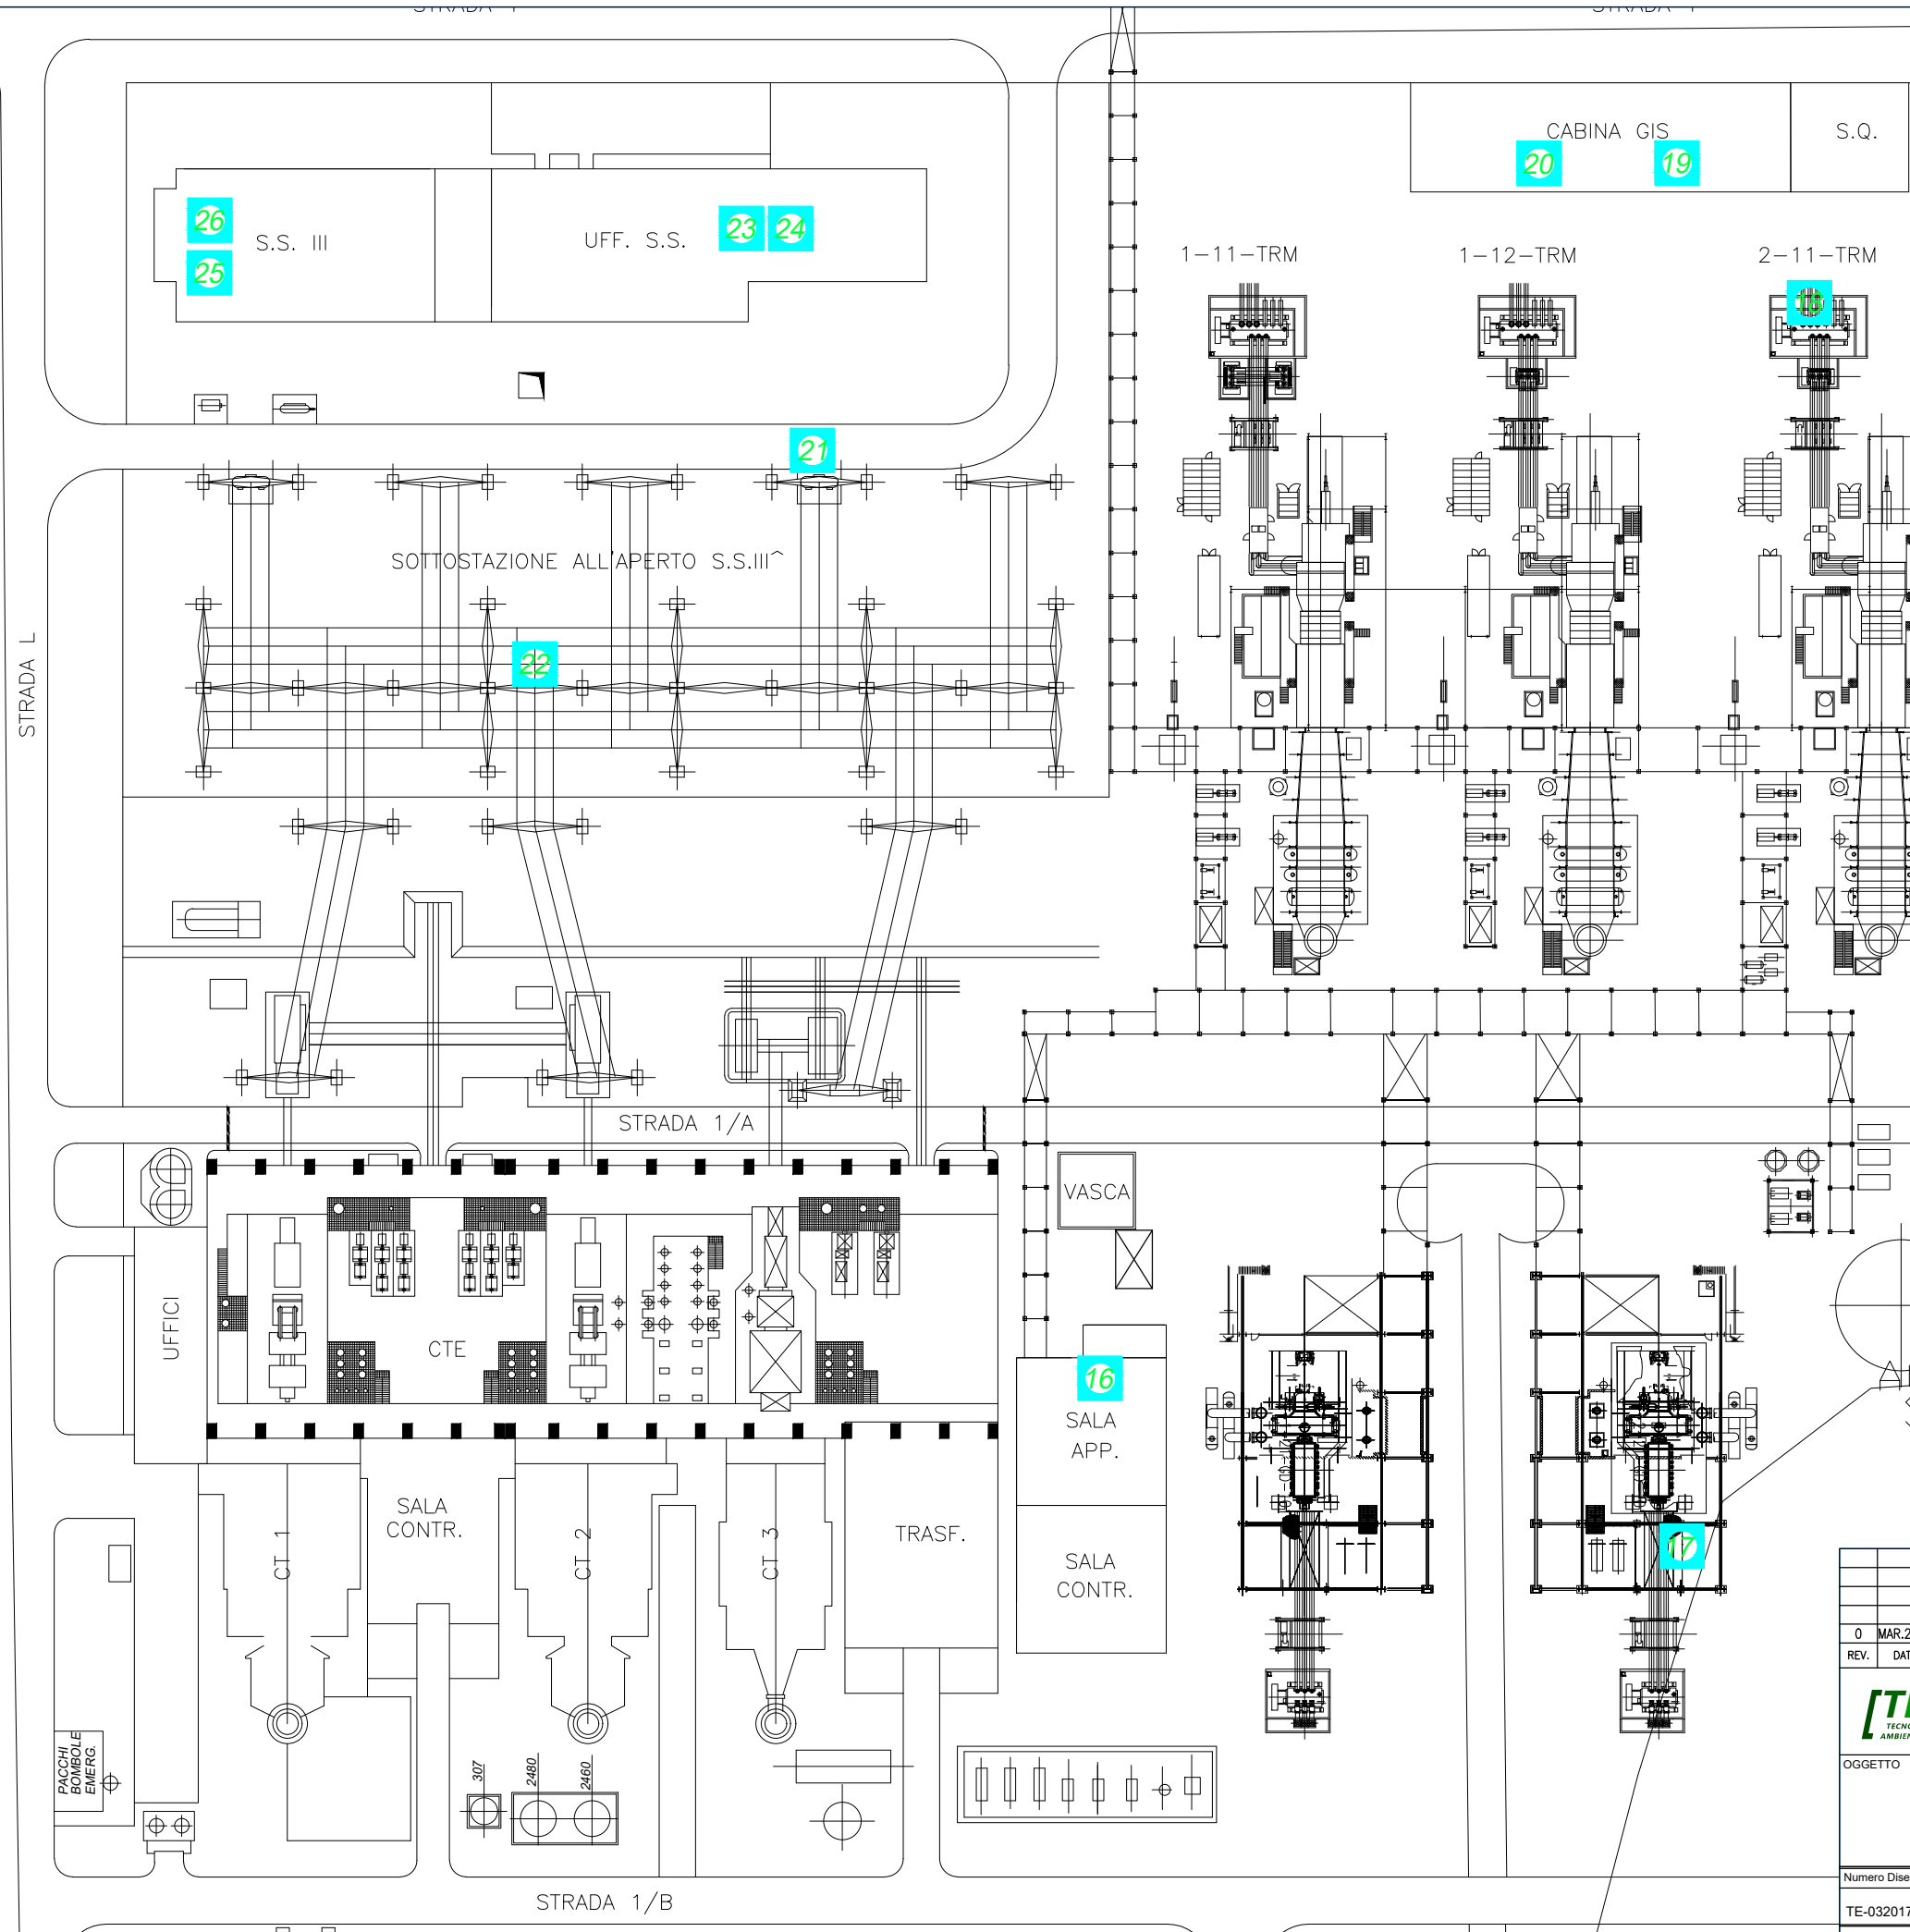 CABINA GIS
S.Q.
20
19
26
S.S. III
25
UFF. S.S.
23
24
1-11-TRM
1-12-TRM
2-11-TRM
18
21
SOTTOSTAZIONE ALL'APERTO S.S.III^
22
STRADA L
STRADA 1/A
VASCA
UFFICI
CTE
16
SALA
APP.
SALA
CONTR.
TRASF.
SALA
CONTR.
CT 1
CT 2
CT 3
17
PACCHI
BOMBOLE
EMERG.
307
2480
2460
STRADA 1/B
0 MAR.2
REV. DAT
OGGETTO
Numero Dise
TE-032017